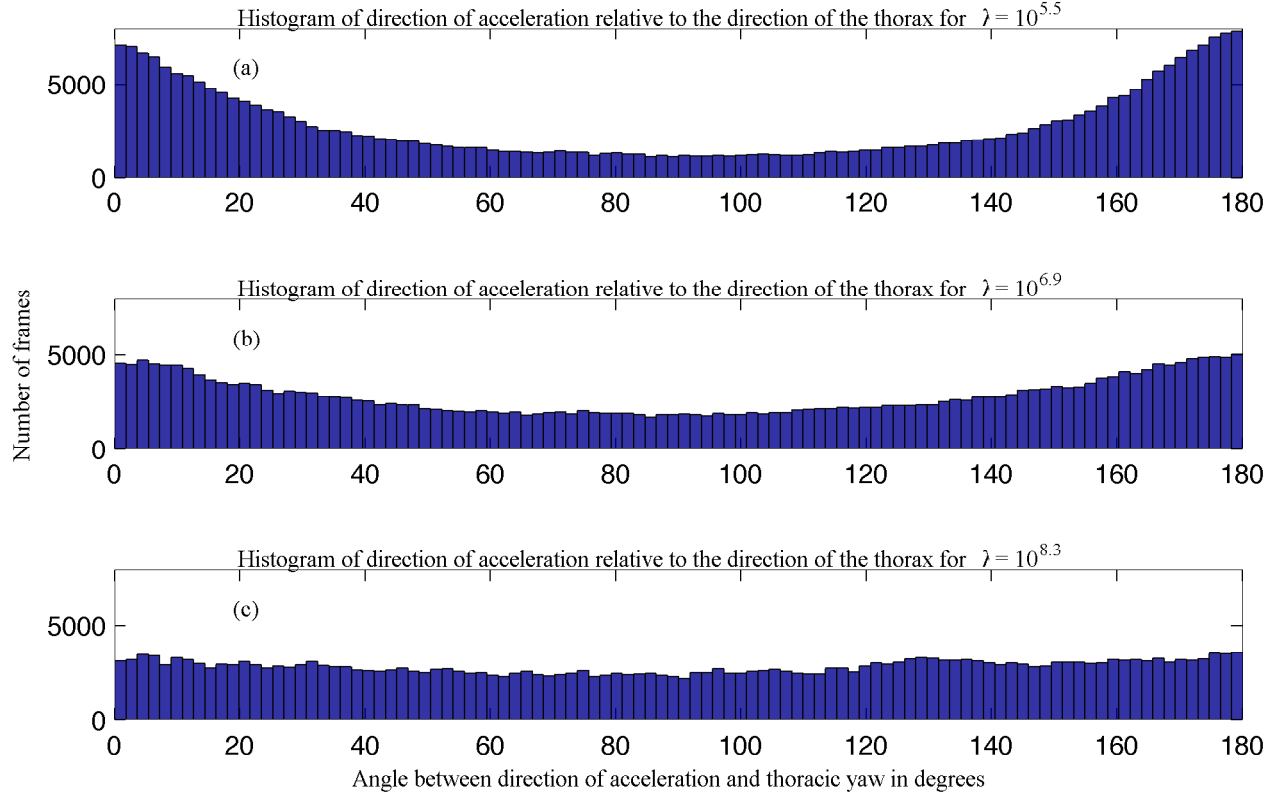 Histogram of direction of acceleration relative to the direction of the thorax for λ = 10^5.5
(a)
5000
0
0 20 40 60 80 100 120 140 160 180
Histogram of direction of acceleration relative to the direction of the thorax for λ = 10^6.9
(b)
5000
0
0 20 40 60 80 100 120 140 160 180
Number of frames
Histogram of direction of acceleration relative to the direction of the thorax for λ = 10^8.3
(c)
5000
0
0 20 40 60 80 100 120 140 160 180
Angle between direction of acceleration and thoracic yaw in degrees